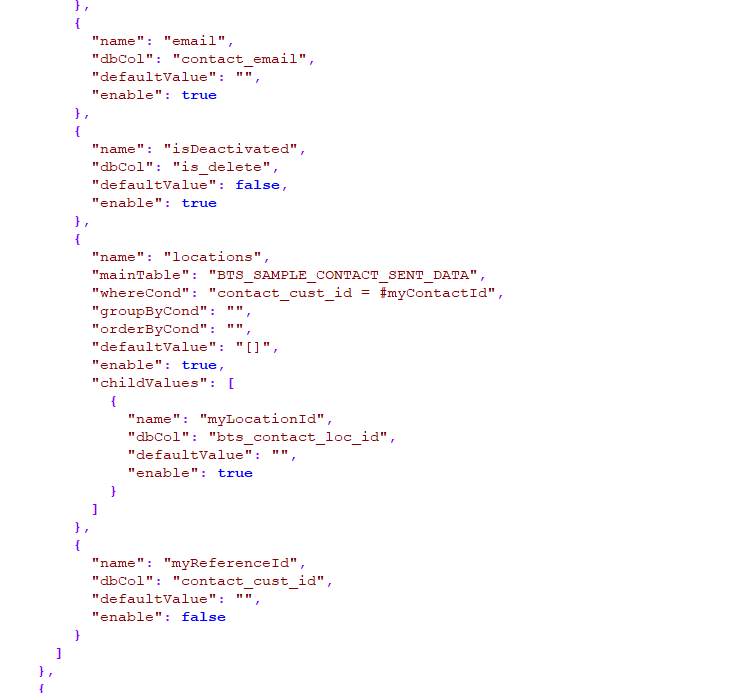 },
{
"name": "email",
"dbCol": "contact_email",
"defaultValue": "",
"enable": true
},
{
"name": "isDeactivated",
"dbCol": "is_delete",
"defaultValue": false,
"enable": true
},
{
"name": "locations",
"mainTable": "BTS_SAMPLE_CONTACT_SENT_DATA",
"whereCond": "contact_cust_id = #myContactId",
"groupByCond": "",
"orderByCond": "",
"defaultValue": "[]",
"enable": true,
"childValues": [
{
"name": "myLocationId",
"dbCol": "bts_contact_loc_id",
"defaultValue": "",
"enable": true
}
]
},
{
"name": "myReferenceId",
"dbCol": "contact_cust_id",
"defaultValue": "",
"enable": false
}
]
},
{